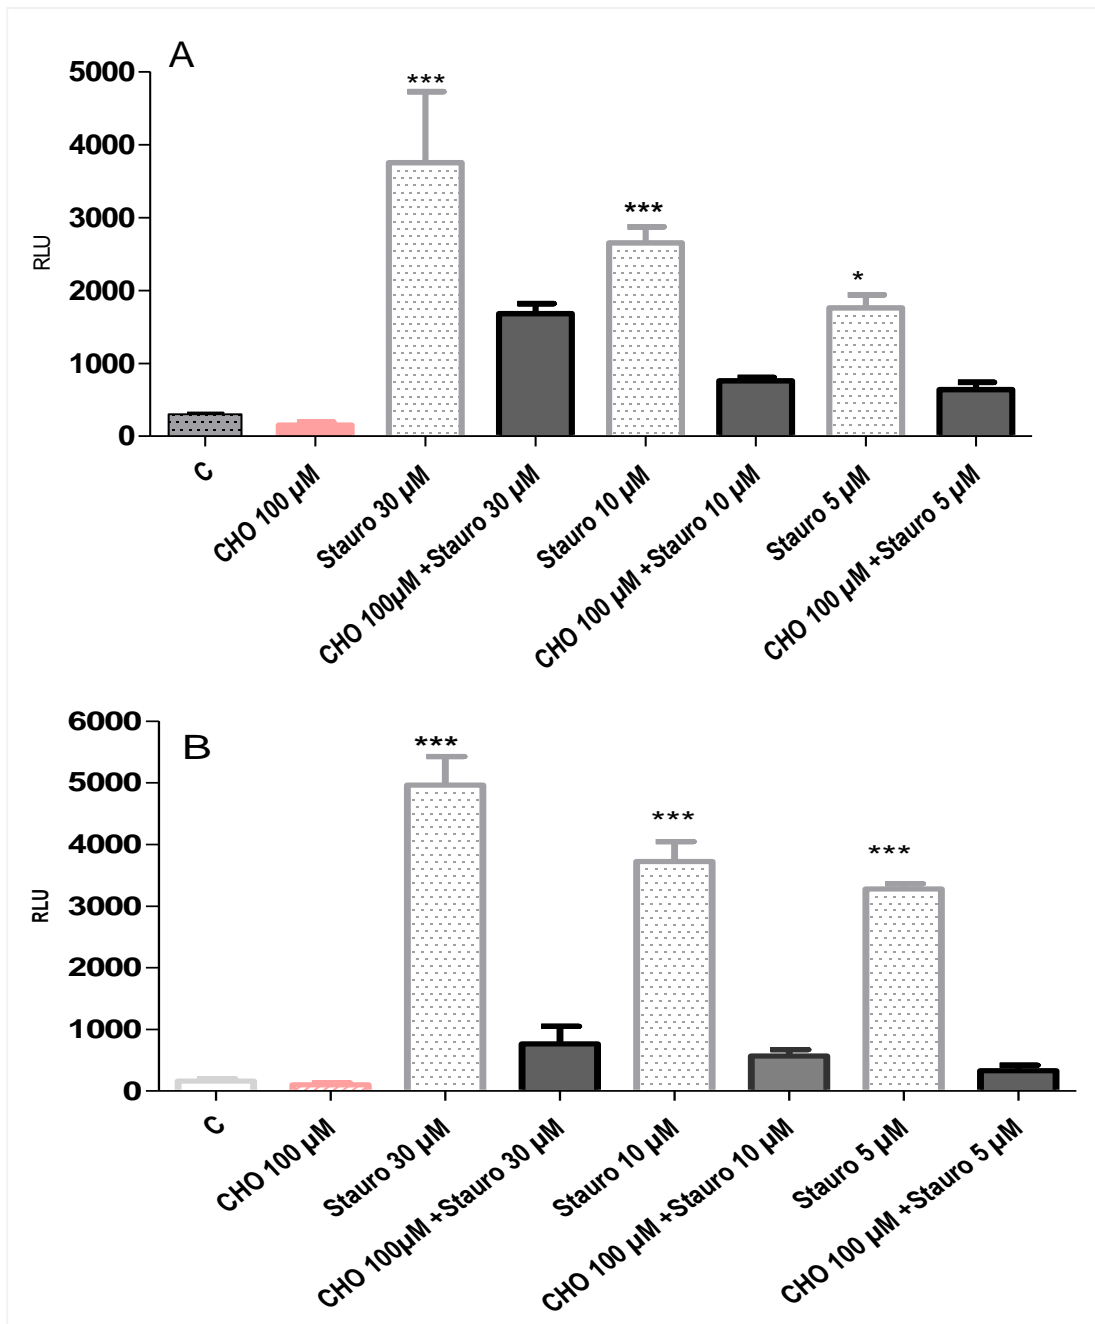 A
5000
4000
3000
2000
1000
0
RLU
***
***
*
C
CHO 100 µM
Stauro 30 µM
CHO 100µM +Stauro 30 µM
Stauro 10 µM
CHO 100 µM +Stauro 10 µM
Stauro 5 µM
CHO 100 µM +Stauro 5 µM
B
6000
5000
4000
3000
2000
1000
0
RLU
***
***
***
C
CHO 100 µM
Stauro 30 µM
CHO 100µM +Stauro 30 µM
Stauro 10 µM
CHO 100 µM +Stauro 10 µM
Stauro 5 µM
CHO 100 µM +Stauro 5 µM